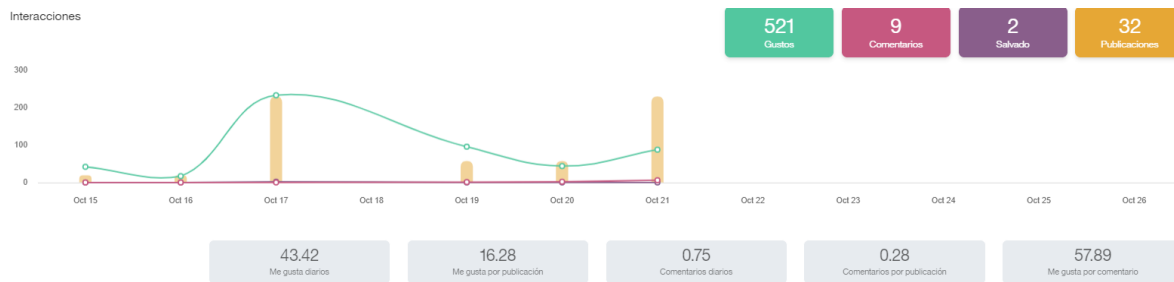 Interacciones
521
Gustos
9
Comentarios
2
Salvado
32
Publicaciones
300
200
100
0
Oct 15
Oct 16
Oct 17
Oct 18
Oct 19
Oct 20
Oct 21
Oct 22
Oct 23
Oct 24
Oct 25
Oct 26
43.42
Me gusta diarios
16.28
Me gusta por publicación
0.75
Comentarios diarios
0.28
Comentarios por publicación
57.89
Me gusta por comentario